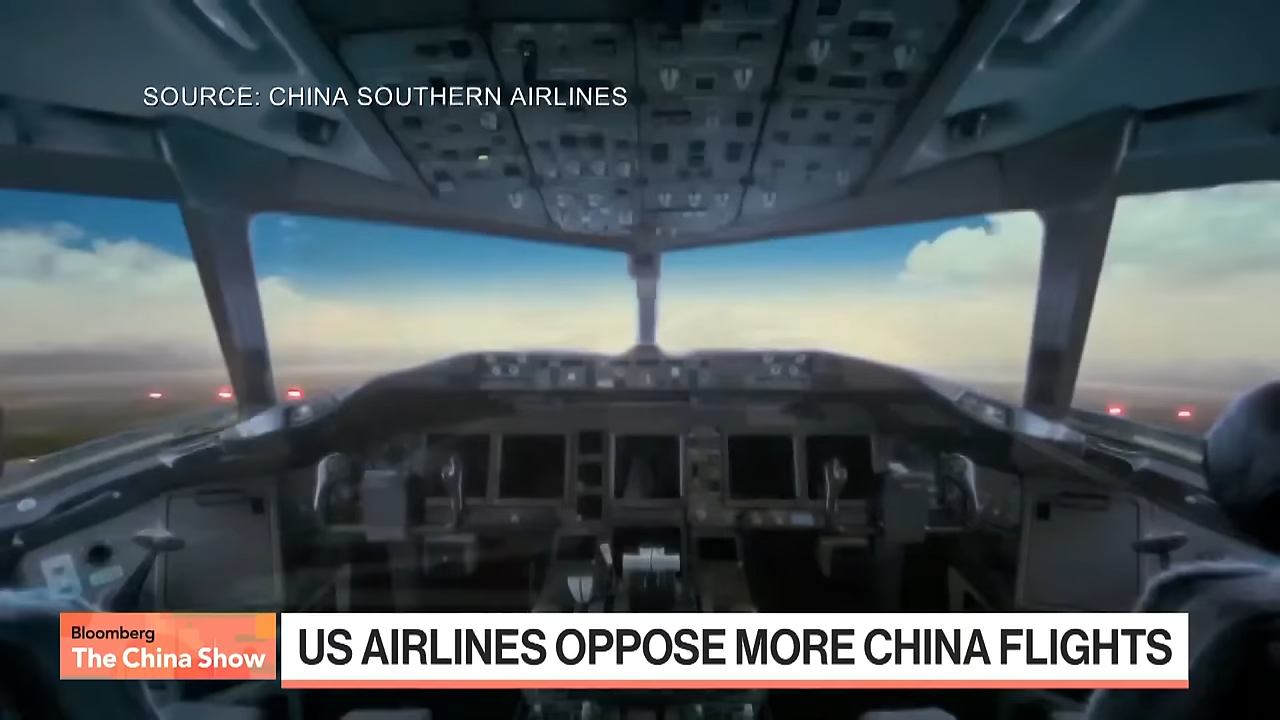 SOURCE: CHINA SOUTHERN AIRLINES
Bloomberg
The China Show
US AIRLINES OPPOSE MORE CHINA FLIGHTS